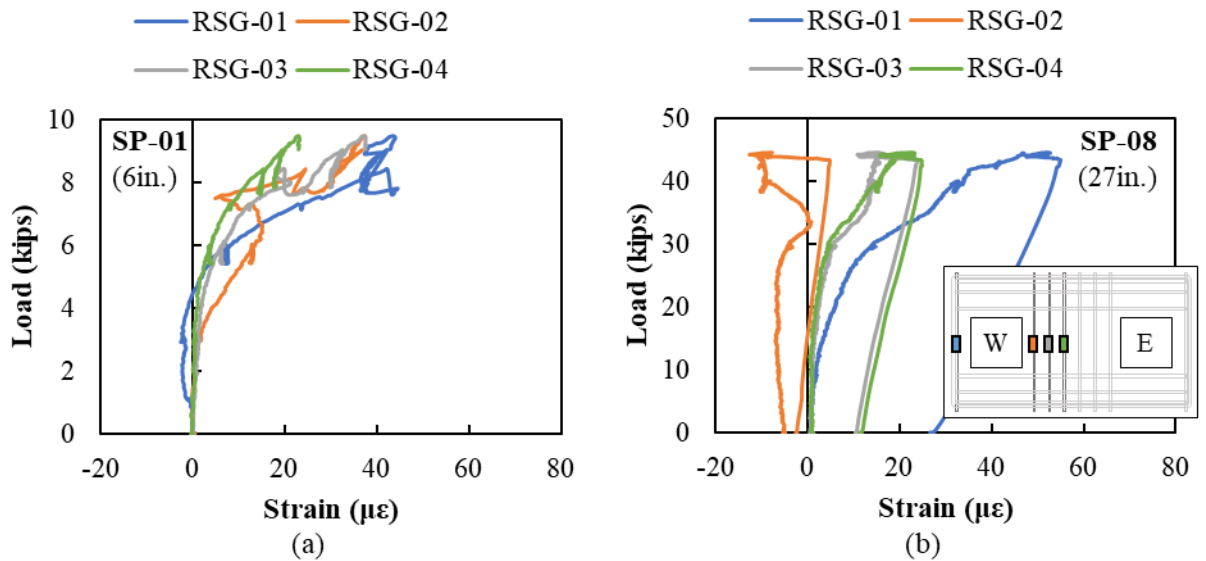 RSG-01 RSG-02
RSG-03 RSG-04
10
8
6
4
2
0
Load (kips)
SP-01
(6in.)
-20 0 20 40 60 80
Strain (με)
(a)
RSG-01 RSG-02
RSG-03 RSG-04
50
40
30
20
10
0
Load (kips)
SP-08
(27in.)
W E
-20 0 20 40 60 80
Strain (με)
(b)